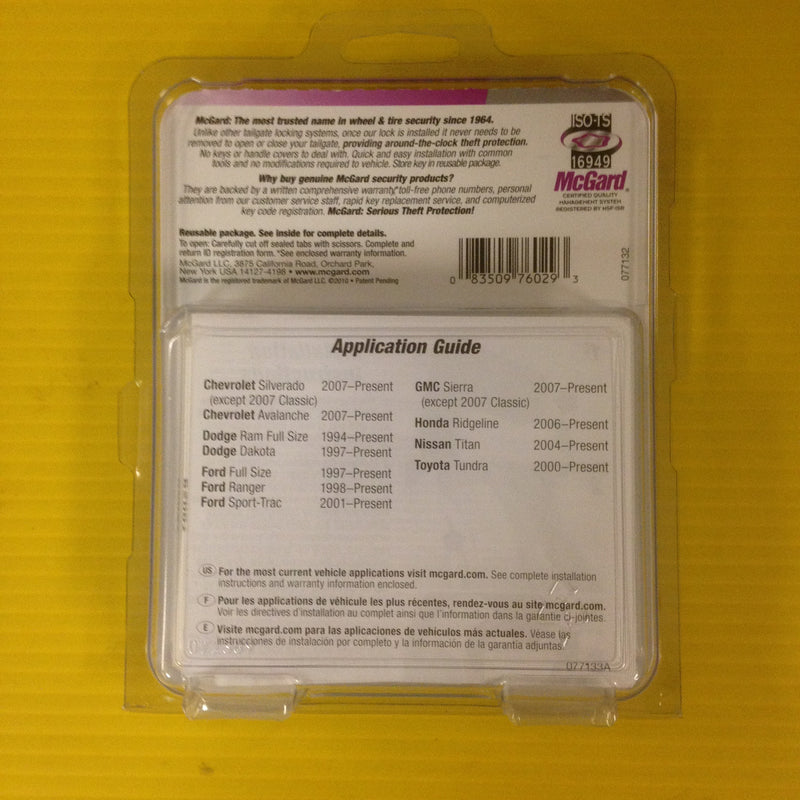 McGard: The most trusted name in wheel & tire security since 1964.
Unlike other tailgate locking systems, once our lock is installed it never needs to be
removed to open or close your tailgate, providing around-the-clock theft protection.
No keys or handle covers to deal with. Quick and easy installation with common
tools and no modifications required to vehicle. Store key in reusable package.
Why buy genuine McGard security products?
They are backed by a written comprehensive warranty*toll-free phone numbers, personal
attention from our customer service staff, rapid key replacement service, and computerized
key code registration. McGard: Serious Theft Protection!
ISO-TS
16949
McGard®
CERTIFIED QUALITY
MANAGEMENT SYSTEM
REGISTERED BY NSF-ISR
Reusable package. See inside for complete details.
To open: Carefully cut off sealed tabs with scissors. Complete and
return ID registration form. *See enclosed warranty information.
McGard LLC, 3875 California Road, Orchard Park,
New York USA 14127-4198 • www.mcgard.com
McGard is the registered trademark of McGard LLC. ©2010 • Patent Pending
0 83509 76029 3
077132
Application Guide
Chevrolet Silverado 2007–Present
(except 2007 Classic)
Chevrolet Avalanche 2007–Present
Dodge Ram Full Size 1994–Present
Dodge Dakota 1997–Present
Ford Full Size 1997–Present
Ford Ranger 1998–Present
Ford Sport-Trac 2001–Present
GMC Sierra 2007–Present
(except 2007 Classic)
Honda Ridgeline 2006–Present
Nissan Titan 2004–Present
Toyota Tundra 2000–Present
US For the most current vehicle applications visit mcgard.com. See complete installation
instructions and warranty information enclosed.
F Pour les applications de véhicule les plus récentes, rendez-vous au site mcgard.com.
Voir les directives d'installation au complet ainsi que l'information dans la garantie ci-jointes.
E Visite mcgard.com para las aplicaciones de vehículos más actuales. Véase las
instrucciones de instalación por completo y la información de la garantía adjuntas.
077133A